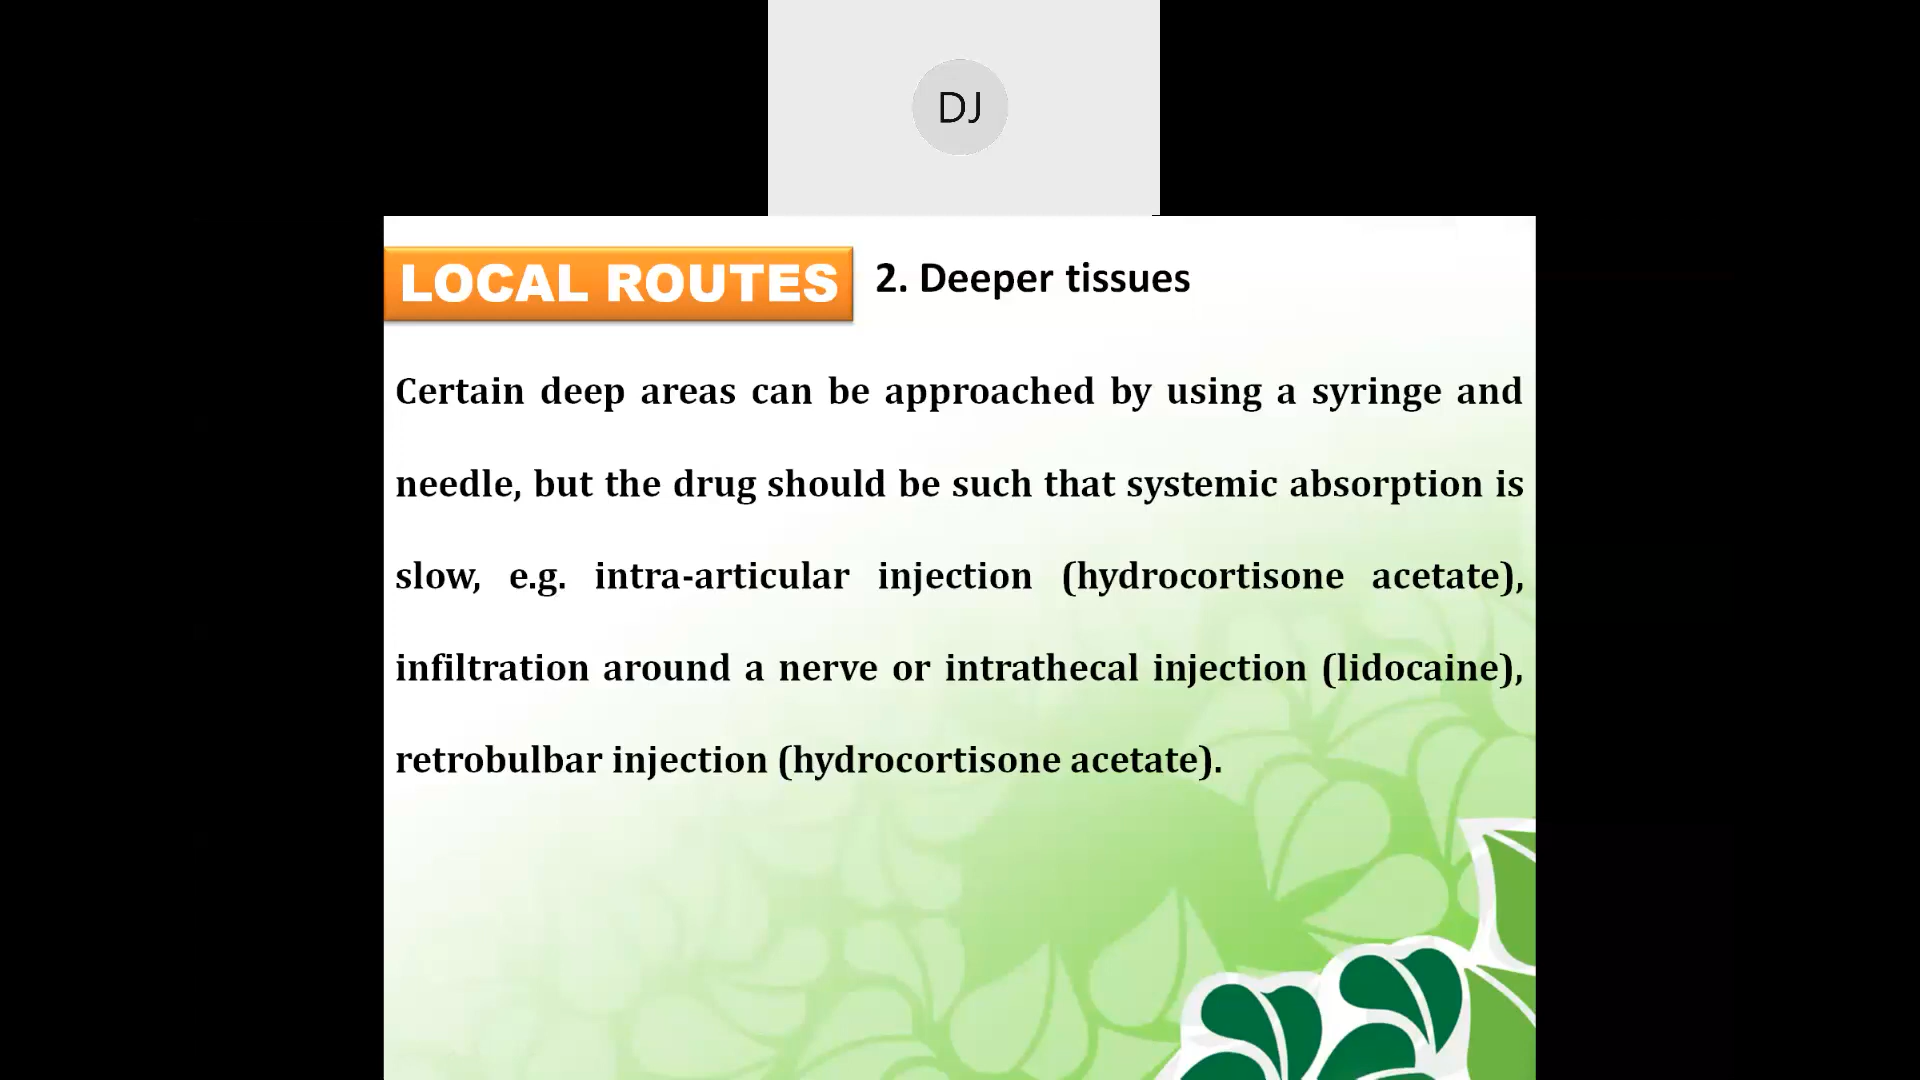 DJ
LOCAL ROUTES 2. Deeper tissues
Certain deep areas can be approached by using a syringe and
needle, but the drug should be such that systemic absorption is
slow, e.g. intra-articular injection (hydrocortisone acetate),
infiltration around a nerve or intrathecal injection (lidocaine),
retrobulbar injection (hydrocortisone acetate).